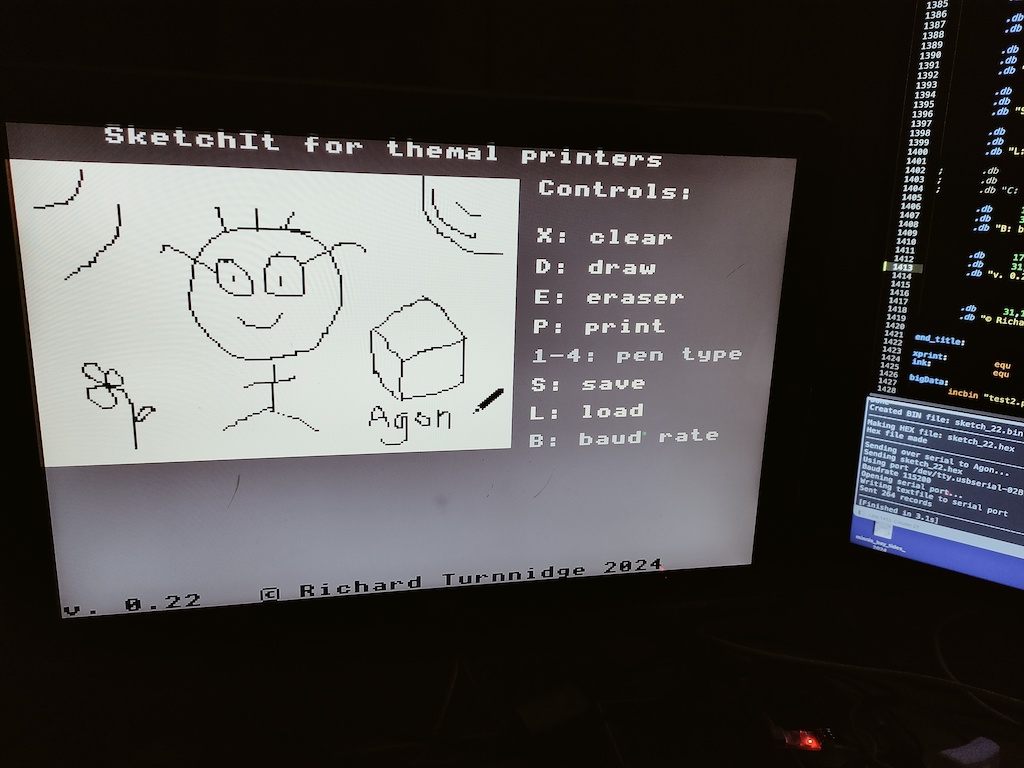 SketchIt for themal printers
Controls:
X: clear
D: draw
E: eraser
P: print
1-4: pen type
S: save
L: load
B: baud rate
Agon
v. 0.22 © Richard Turnnidge 2024
1385
1386
1387
1388
1389
1390
1391
1392
1393
1394
1395
1396
1397
1398
1399
1400
1401
1402 ;
1403 ;
1404 ;
1405
1406
1407
1408
1409
1410
1411
1412
1413
1414
1415
1416
1417
1418
1419
1420
1421
1422
1423
1424
1425
1426
1427
1428
.db
.db
.db
.db
.db
.db
.db
.db
.db "L:
.db
.db "C:
.db
.db
.db "B: b
.db 17
.db 31,
.db "v. 0.
.db 31,1
.db "© Richa
end_title:
xprint: equ
ink: equ
bigData:
incbin "test2.
Created BIN file: sketch_22.bin
Making HEX file: sketch_22.hex
Hex file made
Sending over serial to Agon...
Sending sketch_22.hex
Using port /dev/tty.usbserial-02B
Baudrate 115200
Opening serial port...
Writing textfile to serial port
Sent 264 records
[Finished in 3.1s]